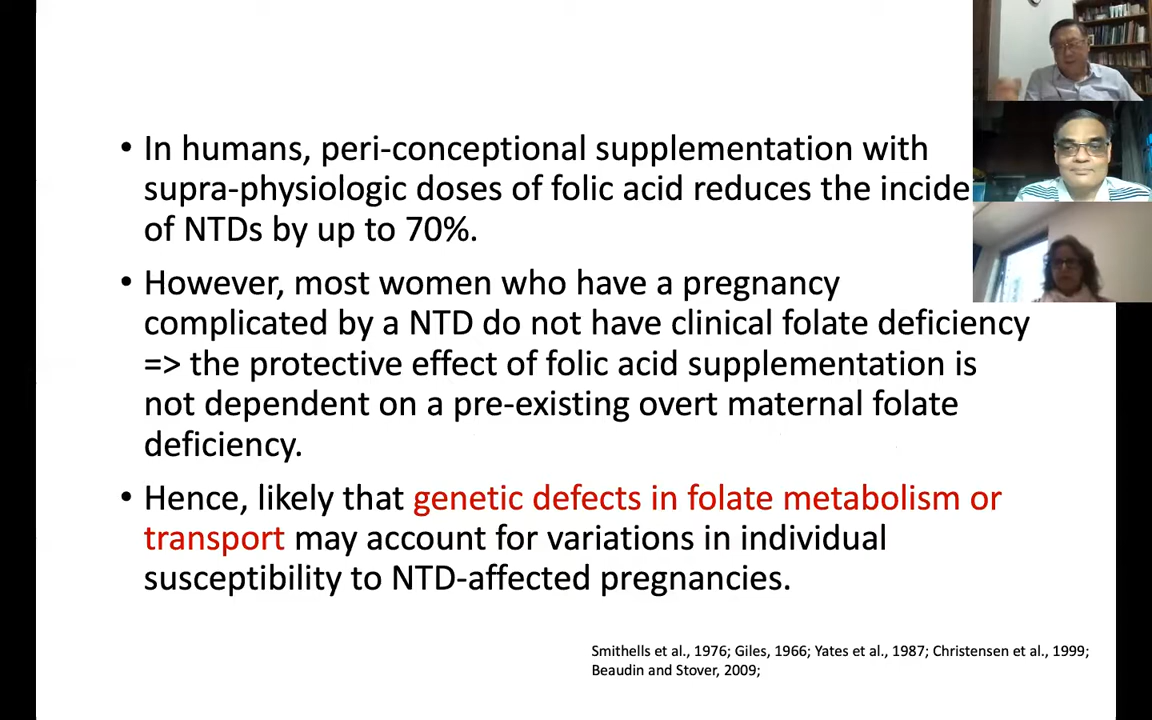 • In humans, peri-conceptional supplementation with
supra-physiologic doses of folic acid reduces the
of NTDs by up to 70%.
• However, most women who have a pregnancy
complicated by a NTD do not have clinical folate deficiency
=> the protective effect of folic acid supplementation is
not dependent on a pre-existing overt maternal folate
deficiency.
• Hence, likely that genetic defects in folate metabolism or
transport may account for variations in individual
susceptibility to NTD-affected pregnancies.
Smithells et al., 1976; Giles, 1966; Yates et al., 1987; Christensen et al., 1999;
Beaudin and Stover, 2009;